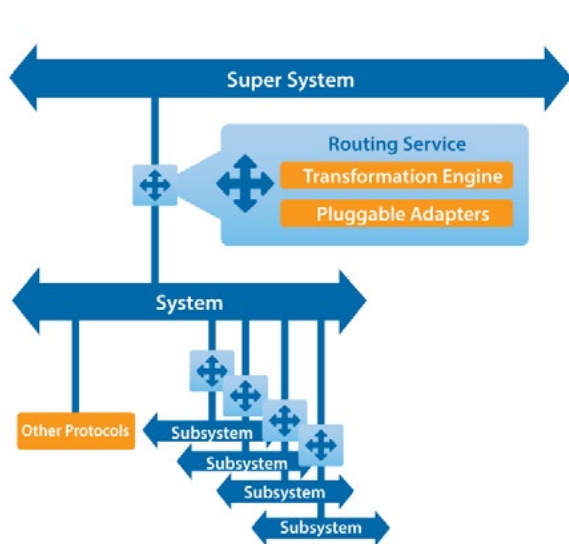 Super System
Routing Service
Transformation Engine
Pluggable Adapters
System
Other Protocols
Subsystem
Subsystem
Subsystem
Subsystem